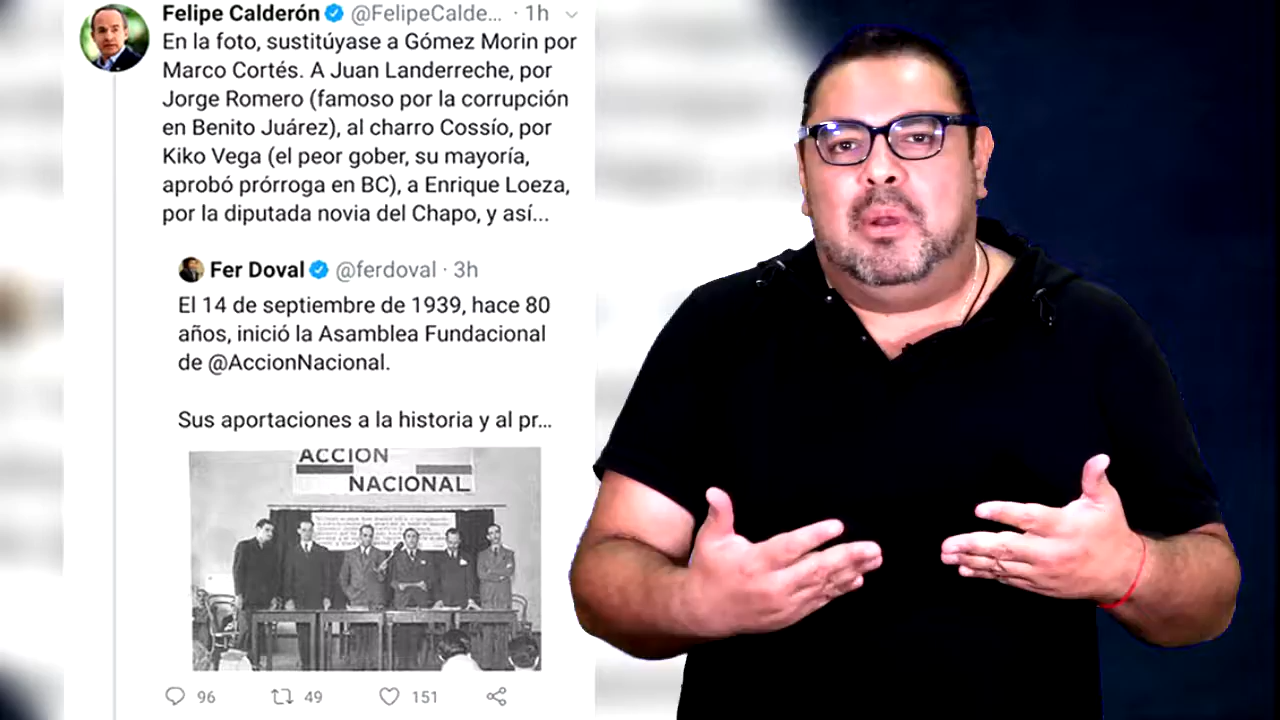 Felipe Calderón @FelipeCalde... · 1h
En la foto, sustitúyase a Gómez Morin por
Marco Cortés. A Juan Landerreche, por
Jorge Romero (famoso por la corrupción
en Benito Juárez), al charro Cossío, por
Kiko Vega (el peor gober, su mayoría,
aprobó prórroga en BC), a Enrique Loeza,
por la diputada novia del Chapo, y así...
Fer Doval @ferdoval · 3h
El 14 de septiembre de 1939, hace 80
años, inició la Asamblea Fundacional
de @AccionNacional.
Sus aportaciones a la historia y al pr...
ACCION
NACIONAL
96 49 151